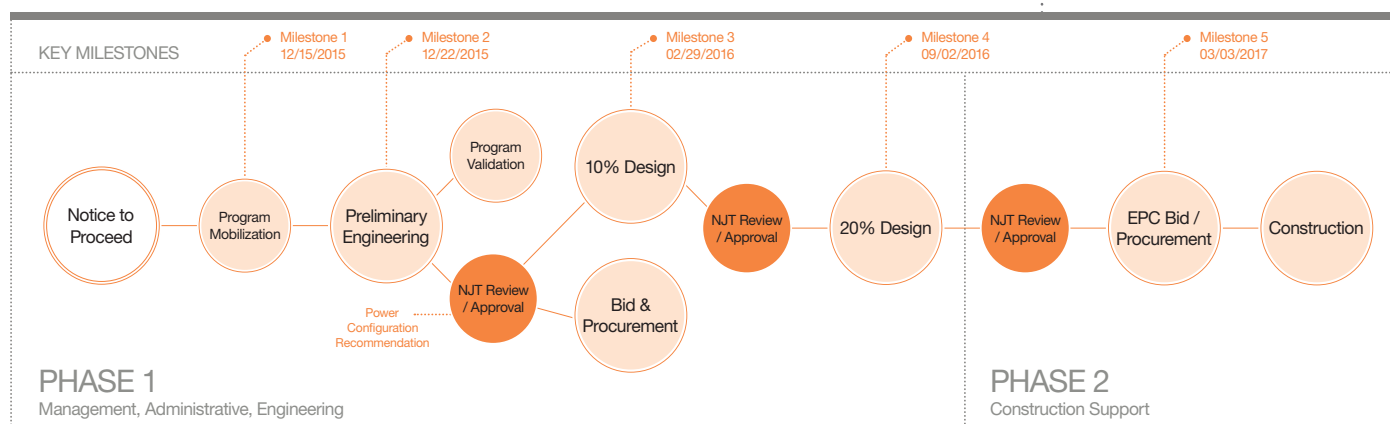 KEY MILESTONES
Milestone 1
12/15/2015
Milestone 2
12/22/2015
Milestone 3
02/29/2016
Milestone 4
09/02/2016
Milestone 5
03/03/2017
Notice to
Proceed
Program
Mobilization
Preliminary
Engineering
Program
Validation
NJT Review
/ Approval
Power
Configuration
Recommendation
10% Design
Bid &
Procurement
NJT Review
/ Approval
20% Design
NJT Review
/ Approval
EPC Bid /
Procurement
Construction
PHASE 1
Management, Administrative, Engineering
PHASE 2
Construction Support